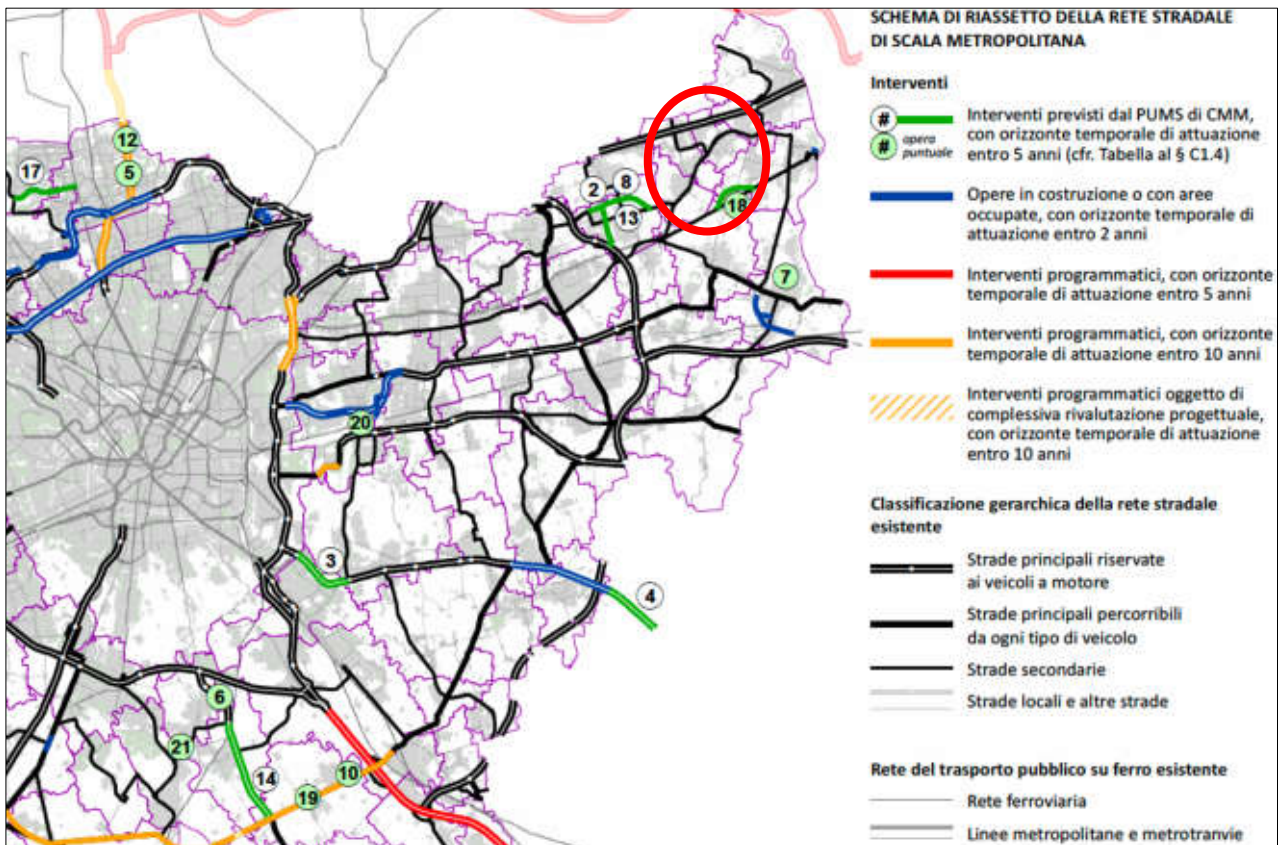 SCHEMA DI RIASSETTO DELLA RETE STRADALE
DI SCALA METROPOLITANA
Interventi
# Interventi previsti dal PUMS di CMM,
# opera puntuale con orizzonte temporale di attuazione
entro 5 anni (cfr. Tabella al § C1.4)
Opere in costruzione o con aree
occupate, con orizzonte temporale di
attuazione entro 2 anni
Interventi programmatici, con orizzonte
temporale di attuazione entro 5 anni
Interventi programmatici, con orizzonte
temporale di attuazione entro 10 anni
Interventi programmatici oggetto di
complessiva rivalutazione progettuale,
con orizzonte temporale di attuazione
entro 10 anni
Classificazione gerarchica della rete stradale
esistente
Strade principali riservate
ai veicoli a motore
Strade principali percorribili
da ogni tipo di veicolo
Strade secondarie
Strade locali e altre strade
Rete del trasporto pubblico su ferro esistente
Rete ferroviaria
Linee metropolitane e metrotranvie
12
17
5
2
8
13
18
7
20
3
4
6
21
14
10
19